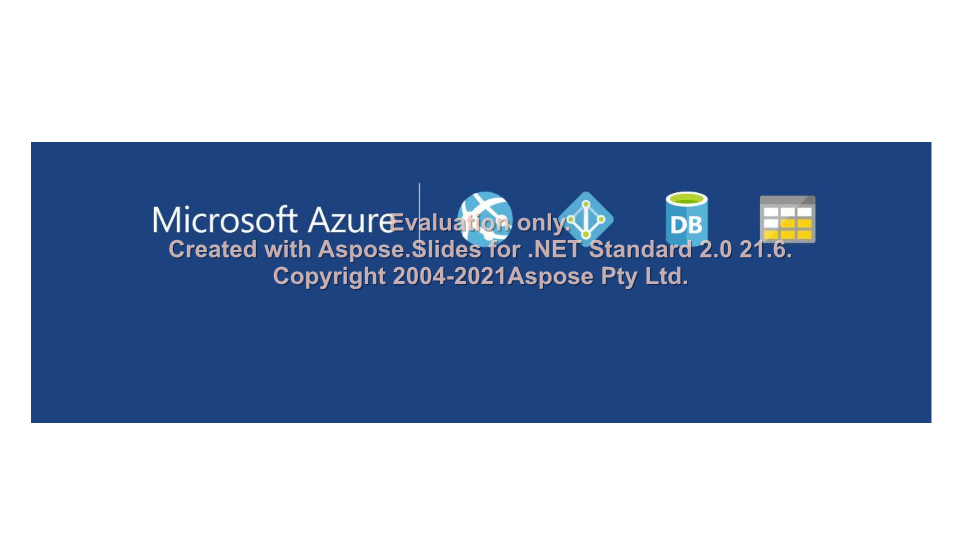 Microsoft Azure
DB
Evaluation only.
Created with Aspose.Slides for .NET Standard 2.0 21.6.
Copyright 2004-2021Aspose Pty Ltd.